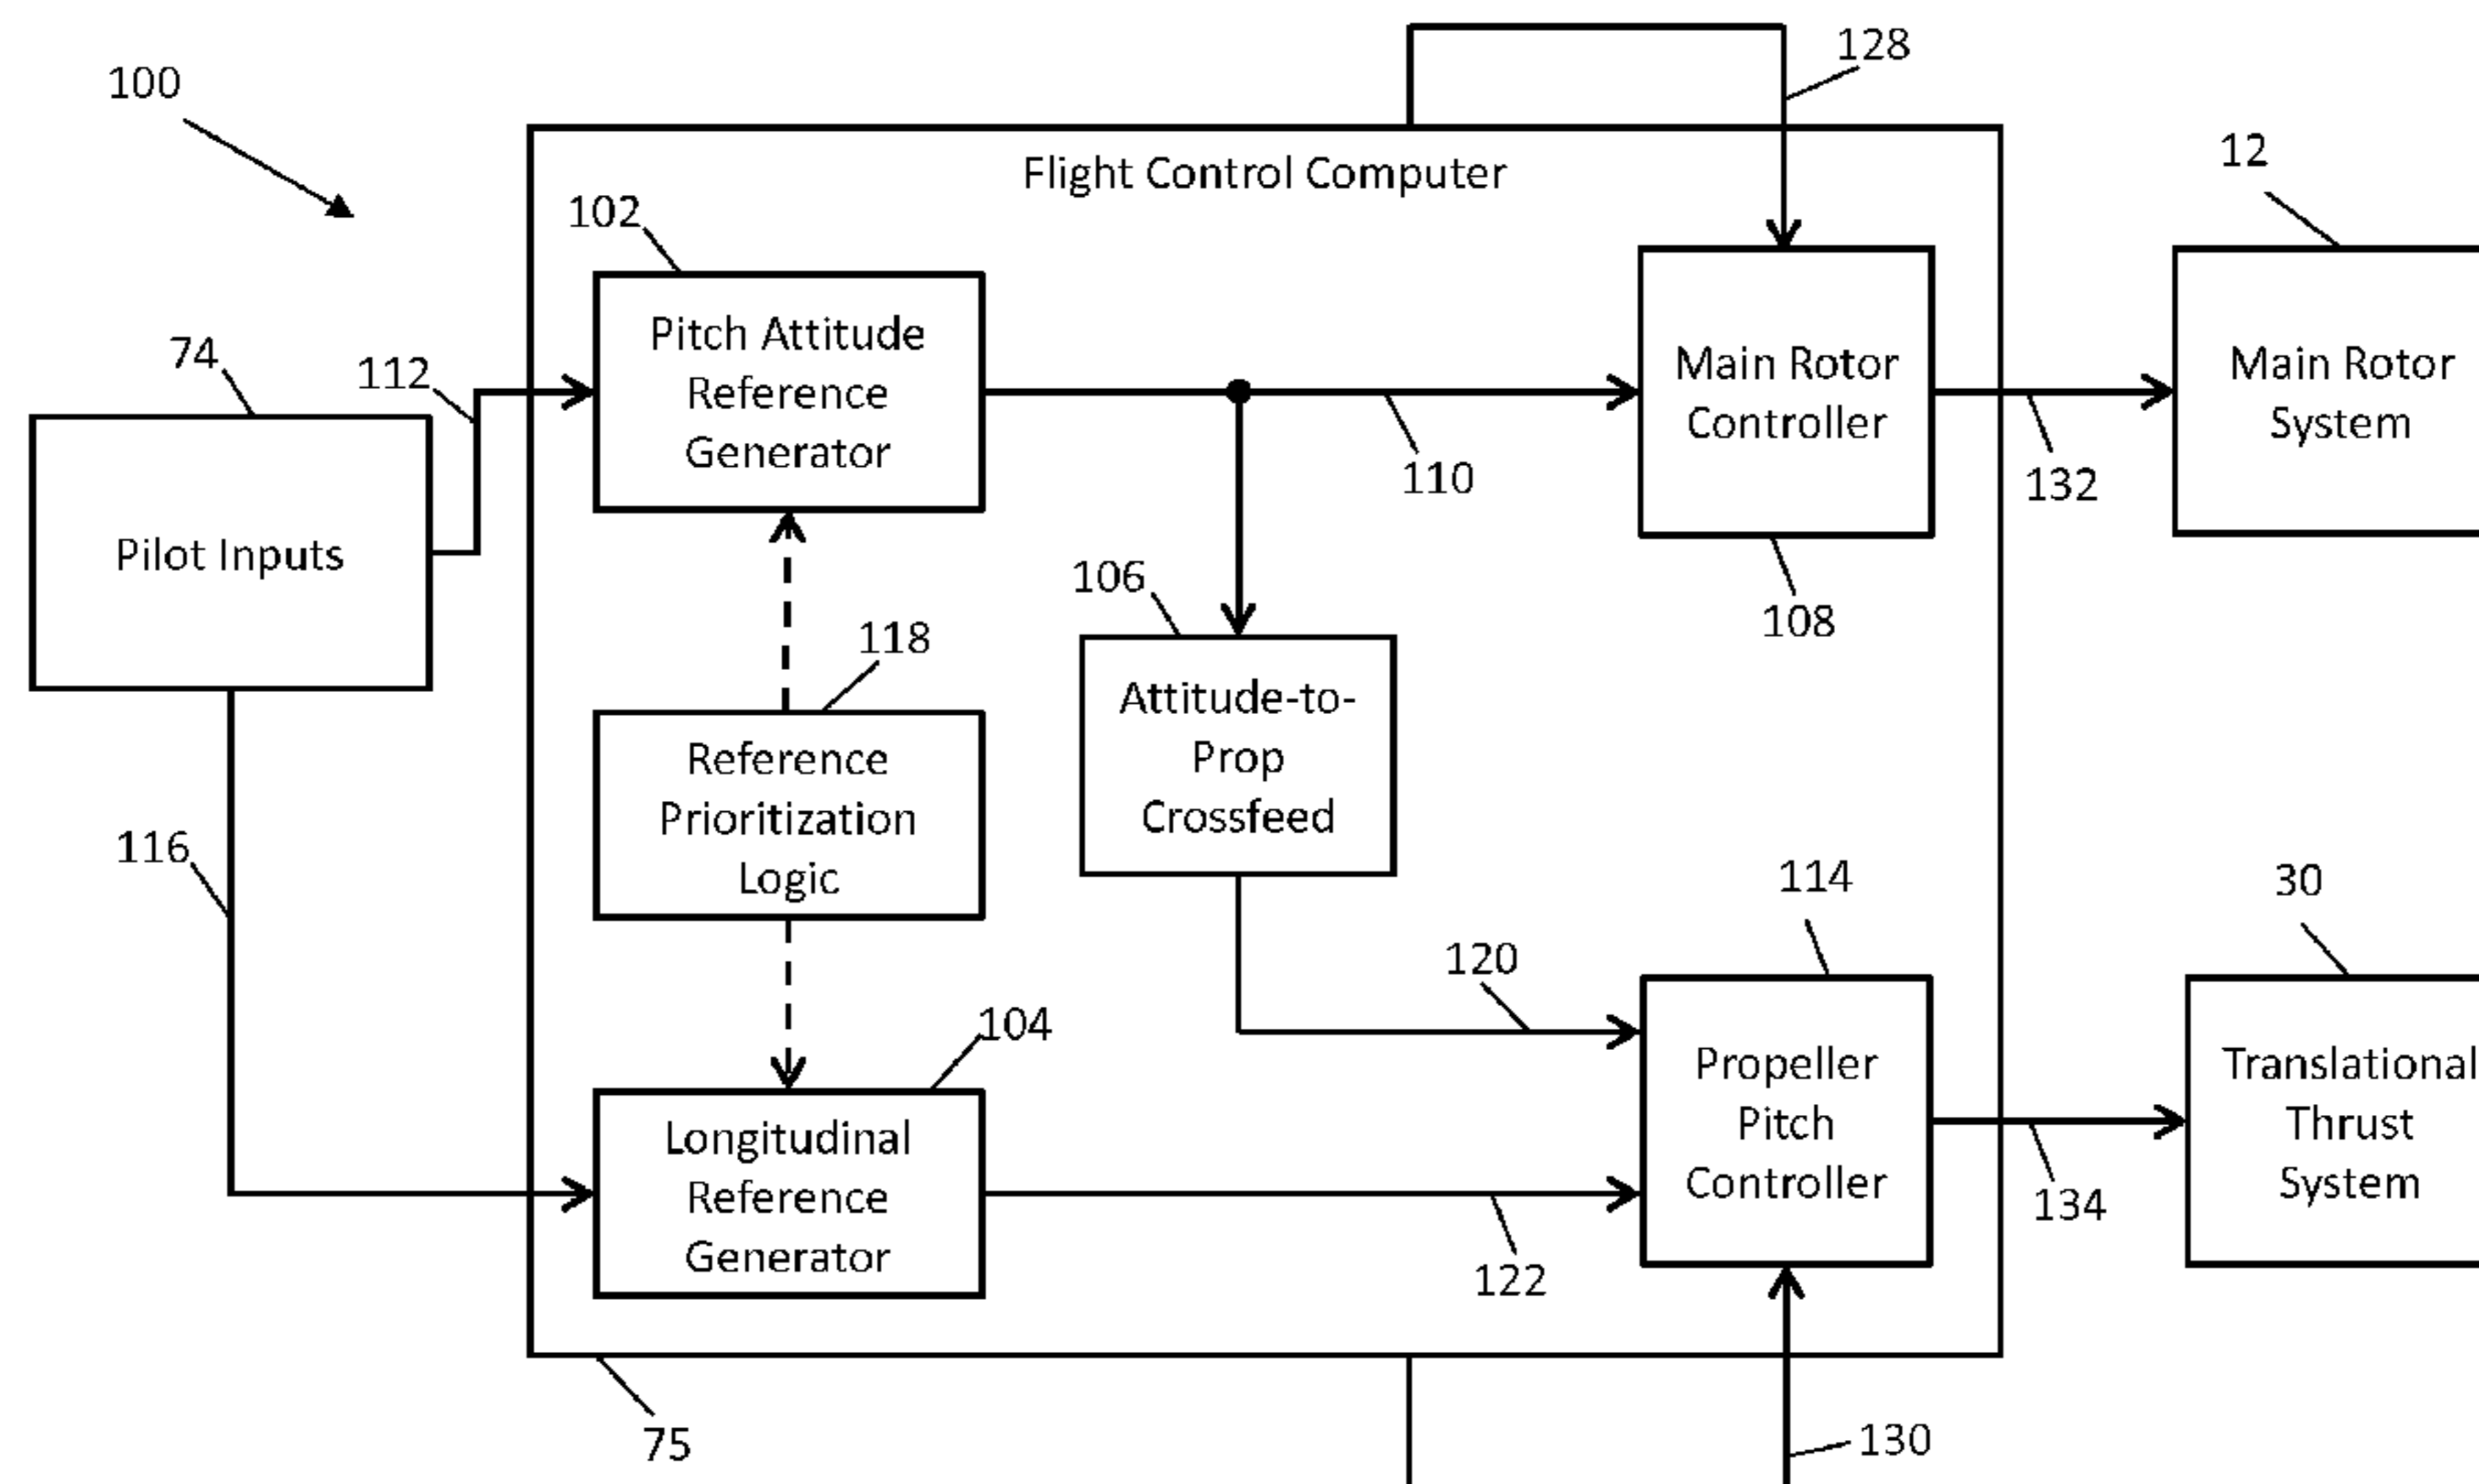 128
100
Flight Control Computer
12
102
Pitch Attitude
Reference
Generator
74
112
Main Rotor
Controller
Main Rotor
System
110
132
Pilot Inputs
106
108
118
Attitude-to-
Prop
Crossfeed
Reference
Prioritization
Logic
116
114
30
120
104
Propeller
Pitch
Controller
Translational
Thrust
System
Longitudinal
Reference
Generator
134
122
75
130